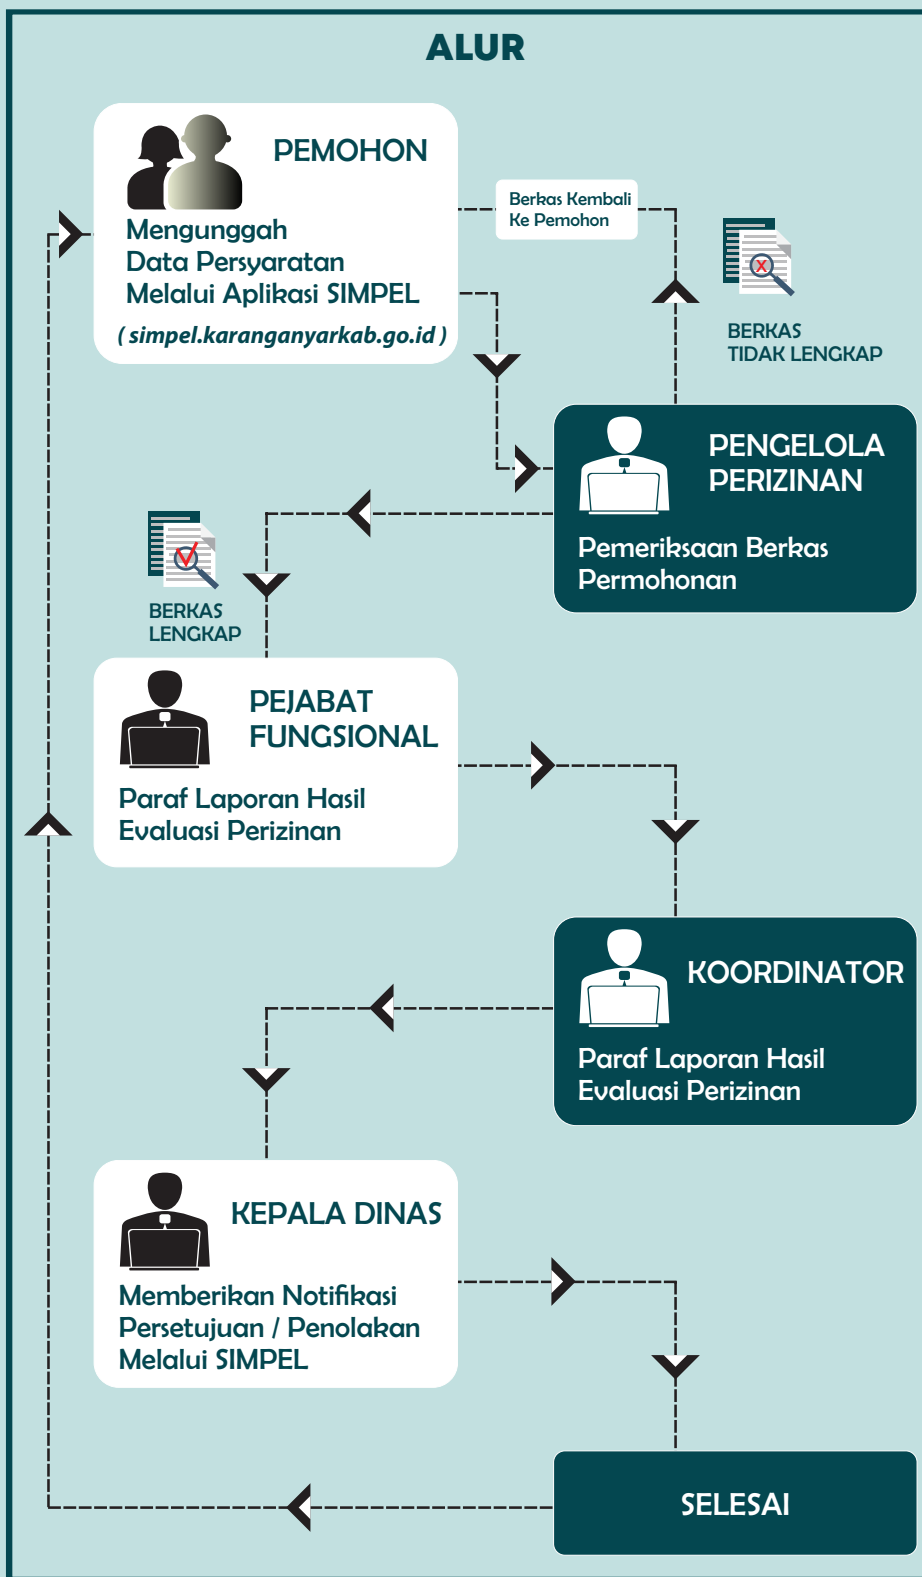 ALUR
PEMOHON
Mengunggah
Data Persyaratan
Melalui Aplikasi SIMPEL
( simpel.karanganyarkab.go.id )
Berkas Kembali
Ke Pemohon
X
BERKAS
TIDAK LENGKAP
PENGELOLA
PERIZINAN
Pemeriksaan Berkas
Permohonan
BERKAS
LENGKAP
PEJABAT
FUNGSIONAL
Paraf Laporan Hasil
Evaluasi Perizinan
KOORDINATOR
Paraf Laporan Hasil
Evaluasi Perizinan
KEPALA DINAS
Memberikan Notifikasi
Persetujuan / Penolakan
Melalui SIMPEL
SELESAI